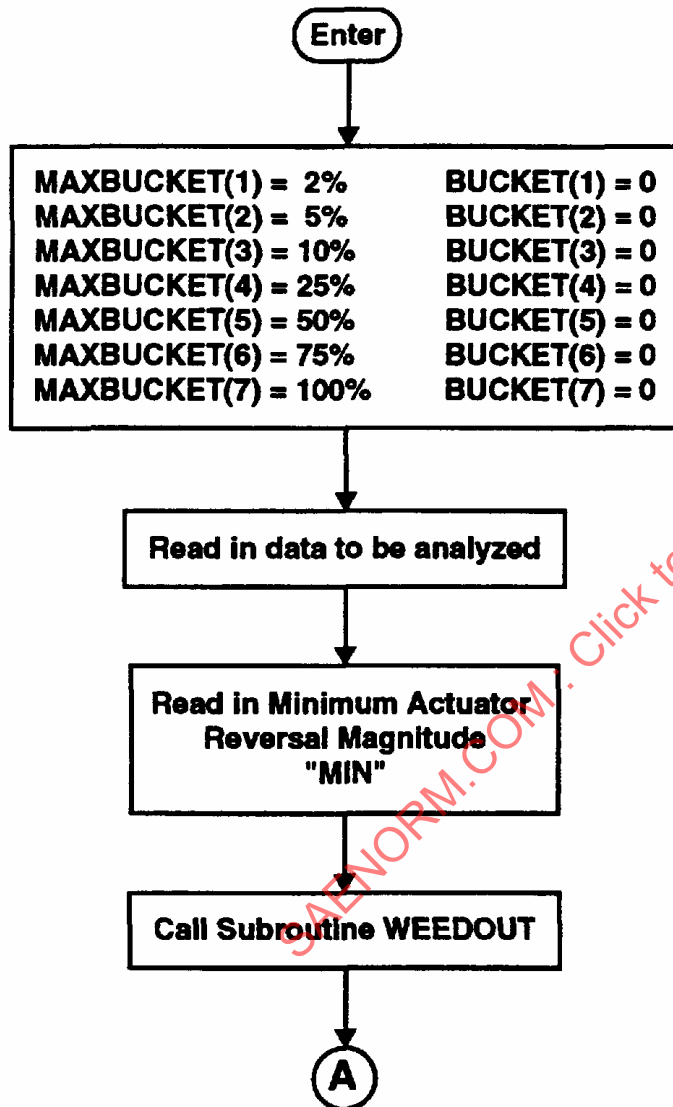 Enter
MAXBUCKET(1) = 2% BUCKET(1) = 0
MAXBUCKET(2) = 5% BUCKET(2) = 0
MAXBUCKET(3) = 10% BUCKET(3) = 0
MAXBUCKET(4) = 25% BUCKET(4) = 0
MAXBUCKET(5) = 50% BUCKET(5) = 0
MAXBUCKET(6) = 75% BUCKET(6) = 0
MAXBUCKET(7) = 100% BUCKET(7) = 0
Read in data to be analyzed
Read in Minimum Actuator
Reversal Magnitude
"MIN"
Call Subroutine WEEDOUT
A
SAENORM.COM : Click to